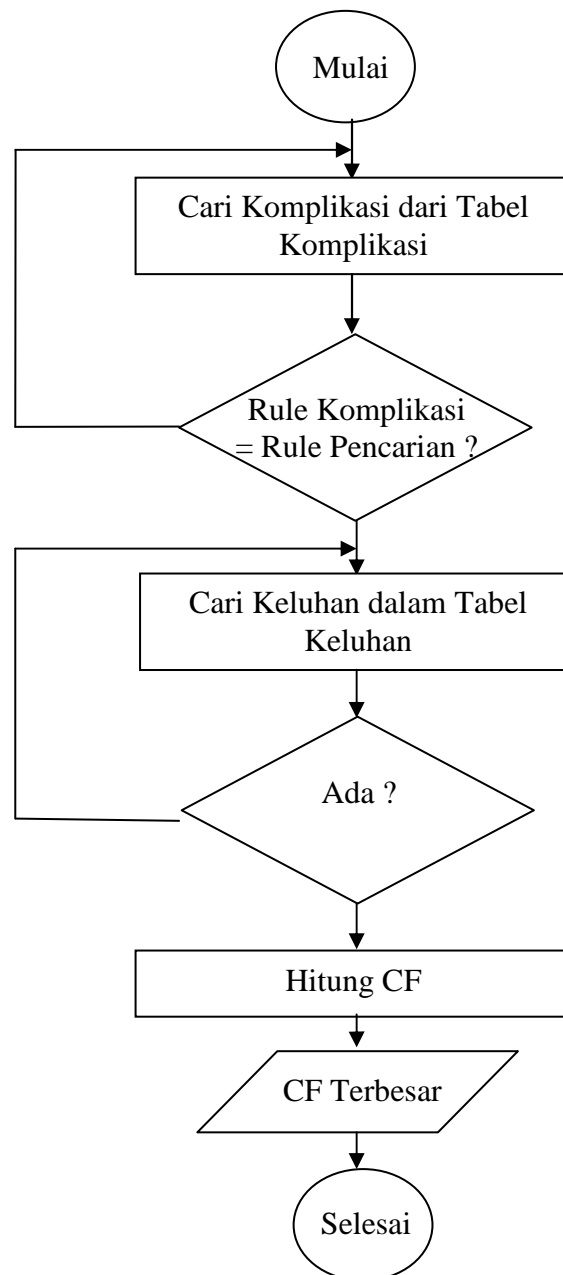 Mulai
Cari Komplikasi dari Tabel
Komplikasi
Rule Komplikasi
= Rule Pencarian ?
Cari Keluhan dalam Tabel
Keluhan
Ada ?
Hitung CF
CF Terbesar
Selesai